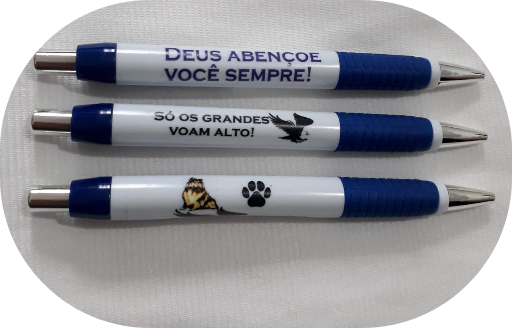 DEUS ABENÇOE
VOCÊ SEMPRE!
SÓ OS GRANDES
VOAM ALTO!